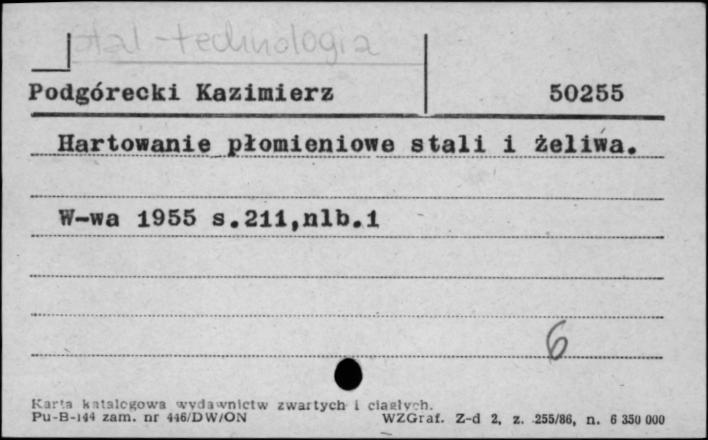 stal - technologia
Podgórecki Kazimierz 50255
Hartowanie płomieniowe stali i żeliwa.
W-wa 1955 s.211,nlb.1
6
Karta katalogowa wydawnictw zwartych i ciągłych.
Pu-B-144 zam. nr 446/DW/ON WZGraf. Z-d 2, z. 255/86, n. 6 350 000